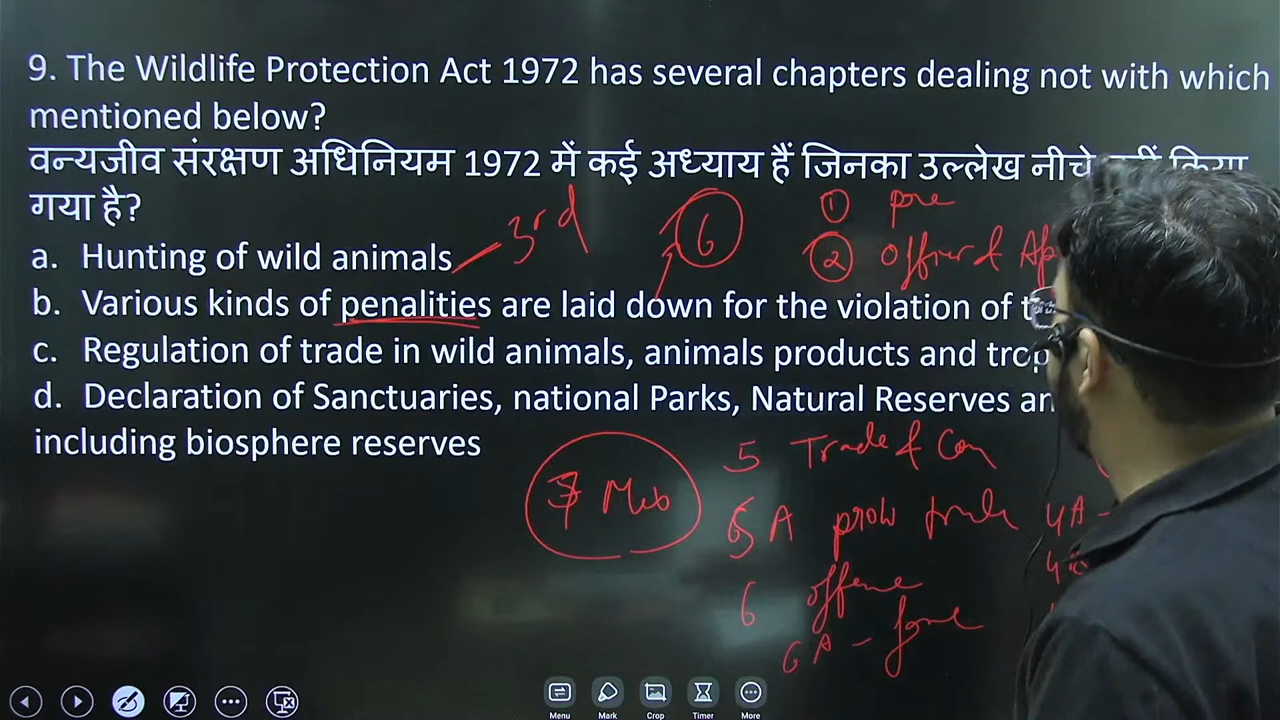 9. The Wildlife Protection Act 1972 has several chapters dealing not with which
mentioned below?
वन्यजीव संरक्षण अधिनियम 1972 में कई अध्याय हैं जिनका उल्लेख नीचे नहीं किया
गया है?
① pre
a. Hunting of wild animals 3rd 6 ② Officer & Ap
b. Various kinds of penalities are laid down for the violation of t
c. Regulation of trade in wild animals, animals products and trop
d. Declaration of Sanctuaries, national Parks, Natural Reserves an
including biosphere reserves
5 Trade &
7
5A trade 4A -
6 offence
6A -
Menu Mark Crop Timer More